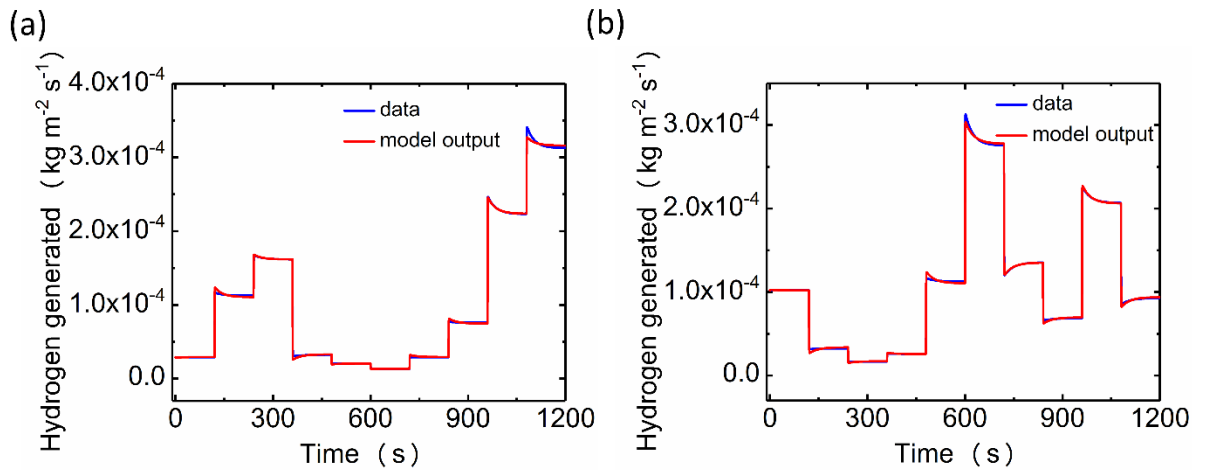 (a)
Hydrogen generated (kg m⁻² s⁻¹)
4.0x10⁻⁴
3.0x10⁻⁴
2.0x10⁻⁴
1.0x10⁻⁴
0.0
data
model output
0 300 600 900 1200
Time (s)
(b)
Hydrogen generated (kg m⁻² s⁻¹)
3.0x10⁻⁴
2.0x10⁻⁴
1.0x10⁻⁴
0.0
data
model output
0 300 600 900 1200
Time (s)